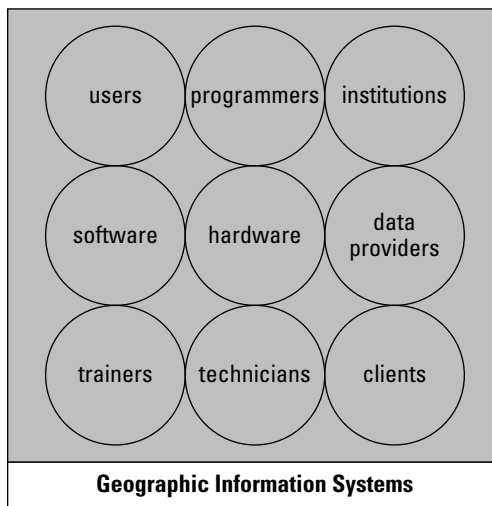 users programmers institutions
software hardware data
providers
trainers technicians clients
Geographic Information Systems